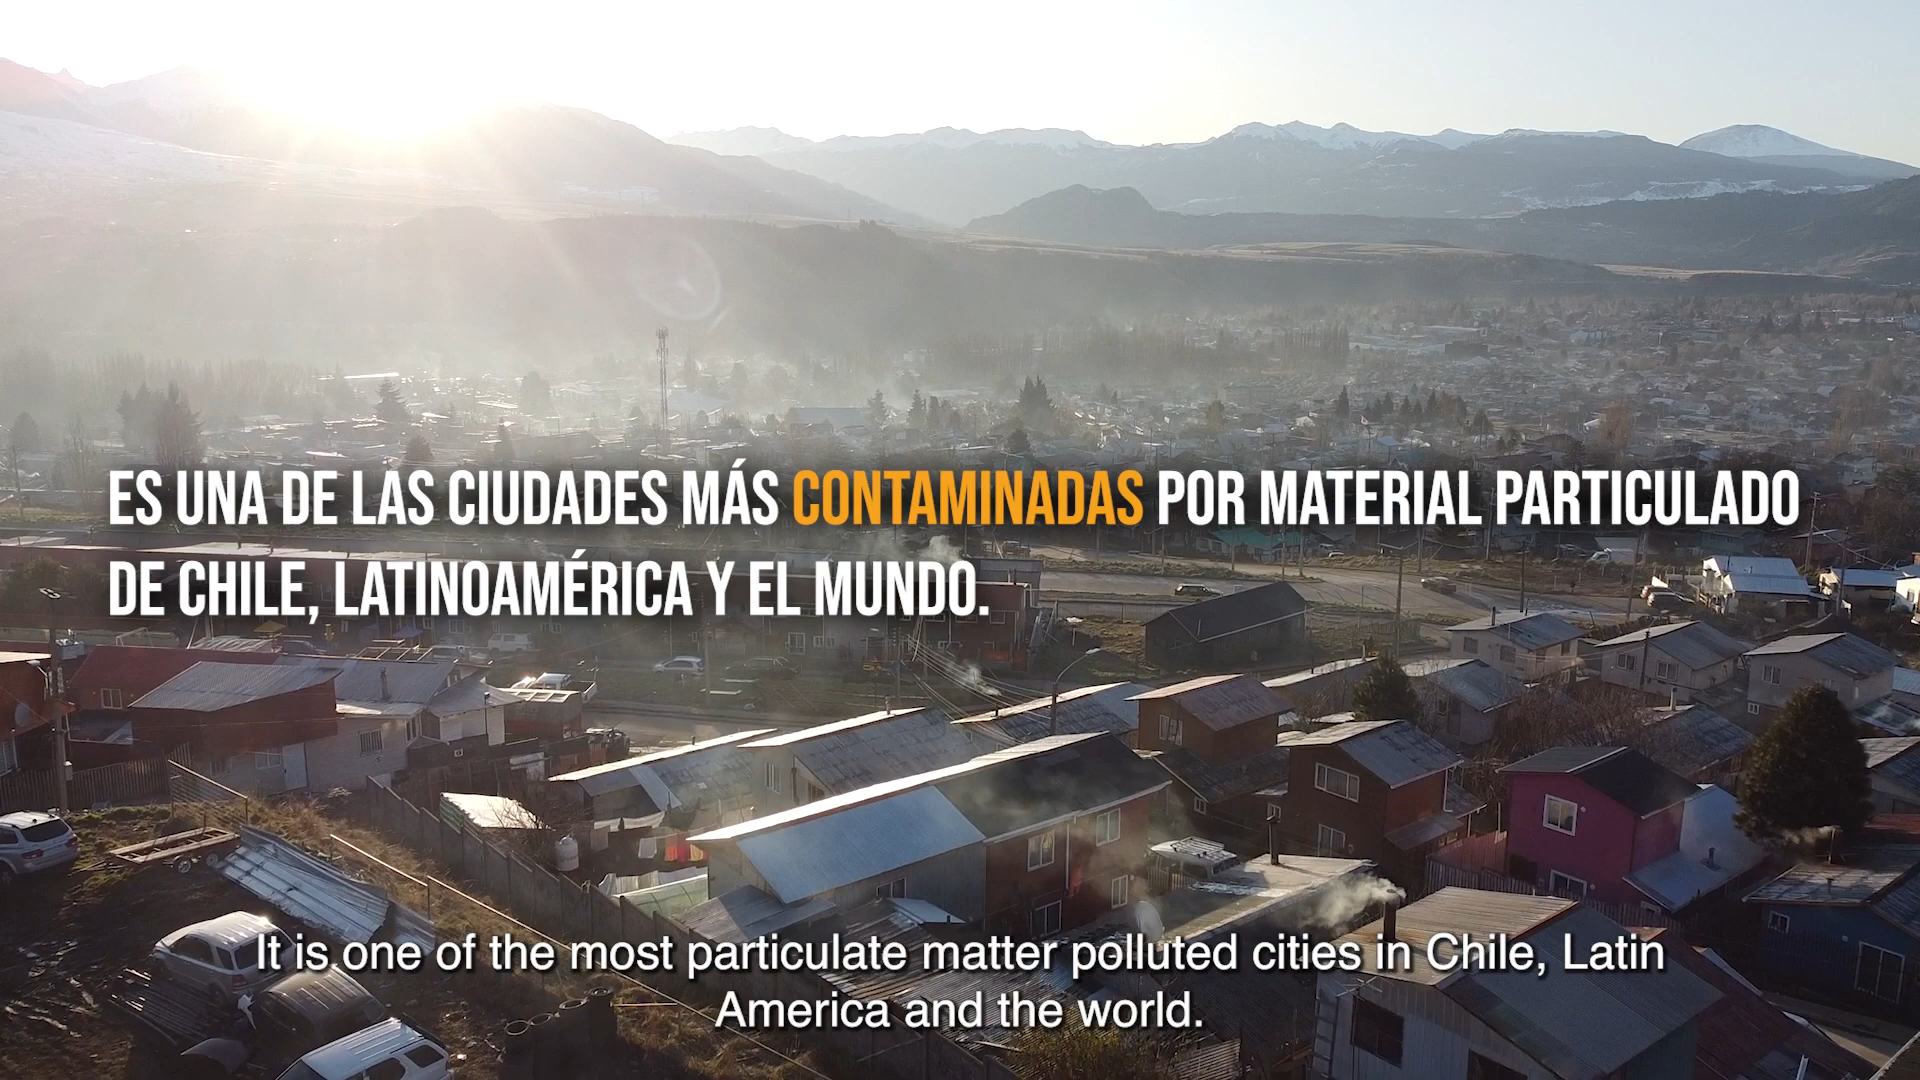 ES UNA DE LAS CIUDADES MÁS CONTAMINADAS POR MATERIAL PARTICULADO
DE CHILE, LATINOAMÉRICA Y EL MUNDO.
It is one of the most particulate matter polluted cities in Chile, Latin
America and the world.